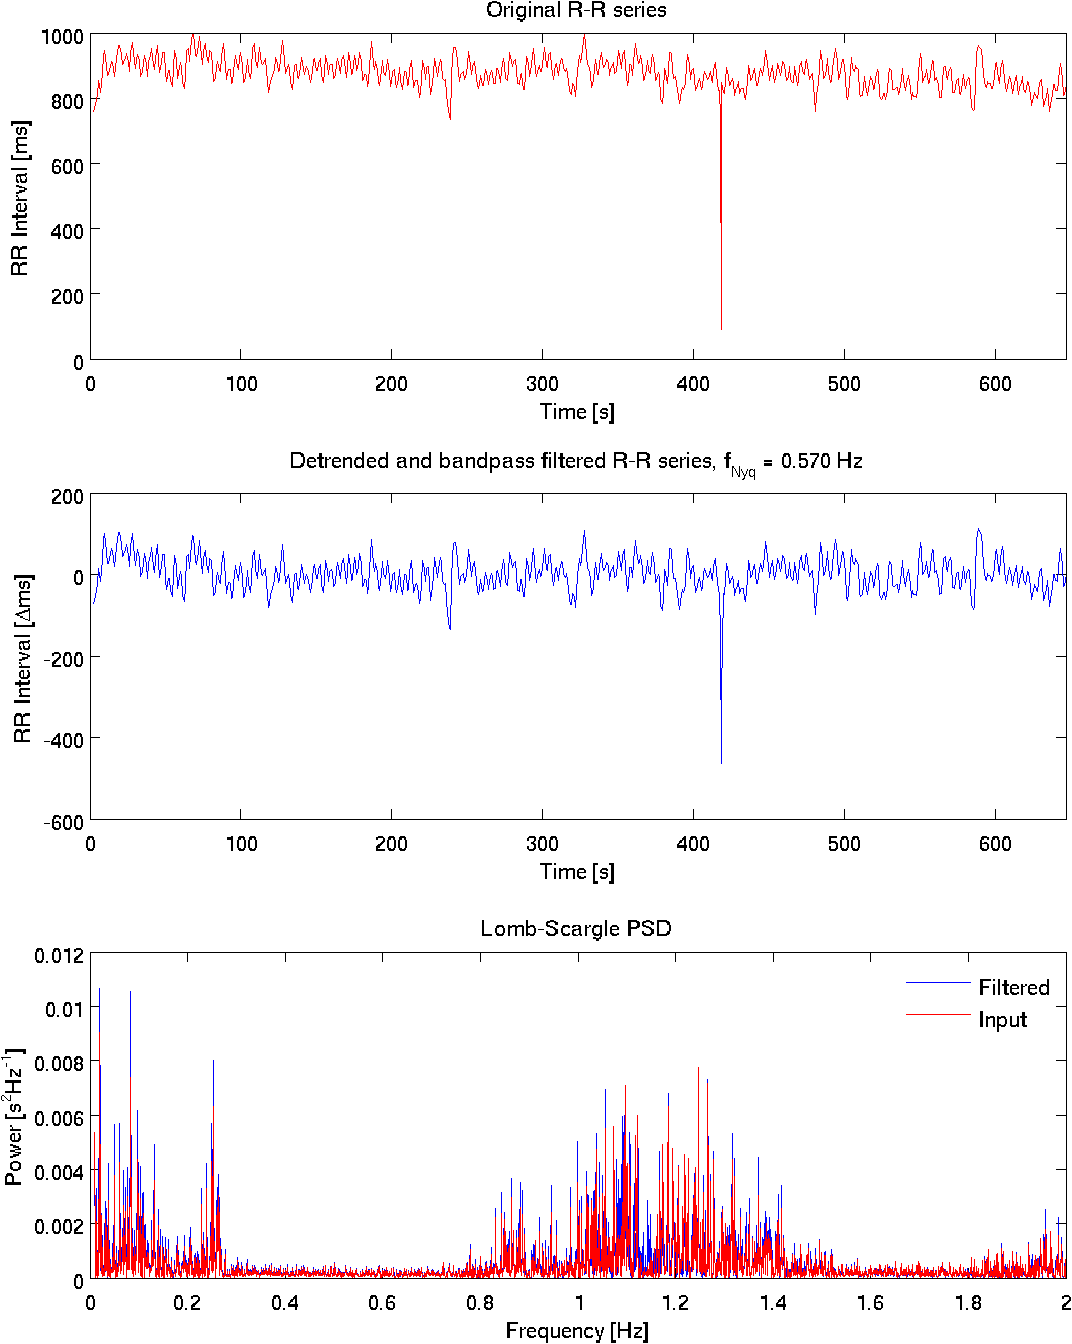 Original R-R series
1000
800
600
400
200
0
RR Interval [ms]
0 100 200 300 400 500 600
Time [s]
Detrended and bandpass filtered R-R series, fNyq = 0.570 Hz
200
0
-200
-400
-600
RR Interval [Δms]
0 100 200 300 400 500 600
Time [s]
Lomb-Scargle PSD
0.012
0.01
0.008
0.006
0.004
0.002
0
Power [s²Hz⁻¹]
Filtered
Input
0 0.2 0.4 0.6 0.8 1 1.2 1.4 1.6 1.8 2
Frequency [Hz]